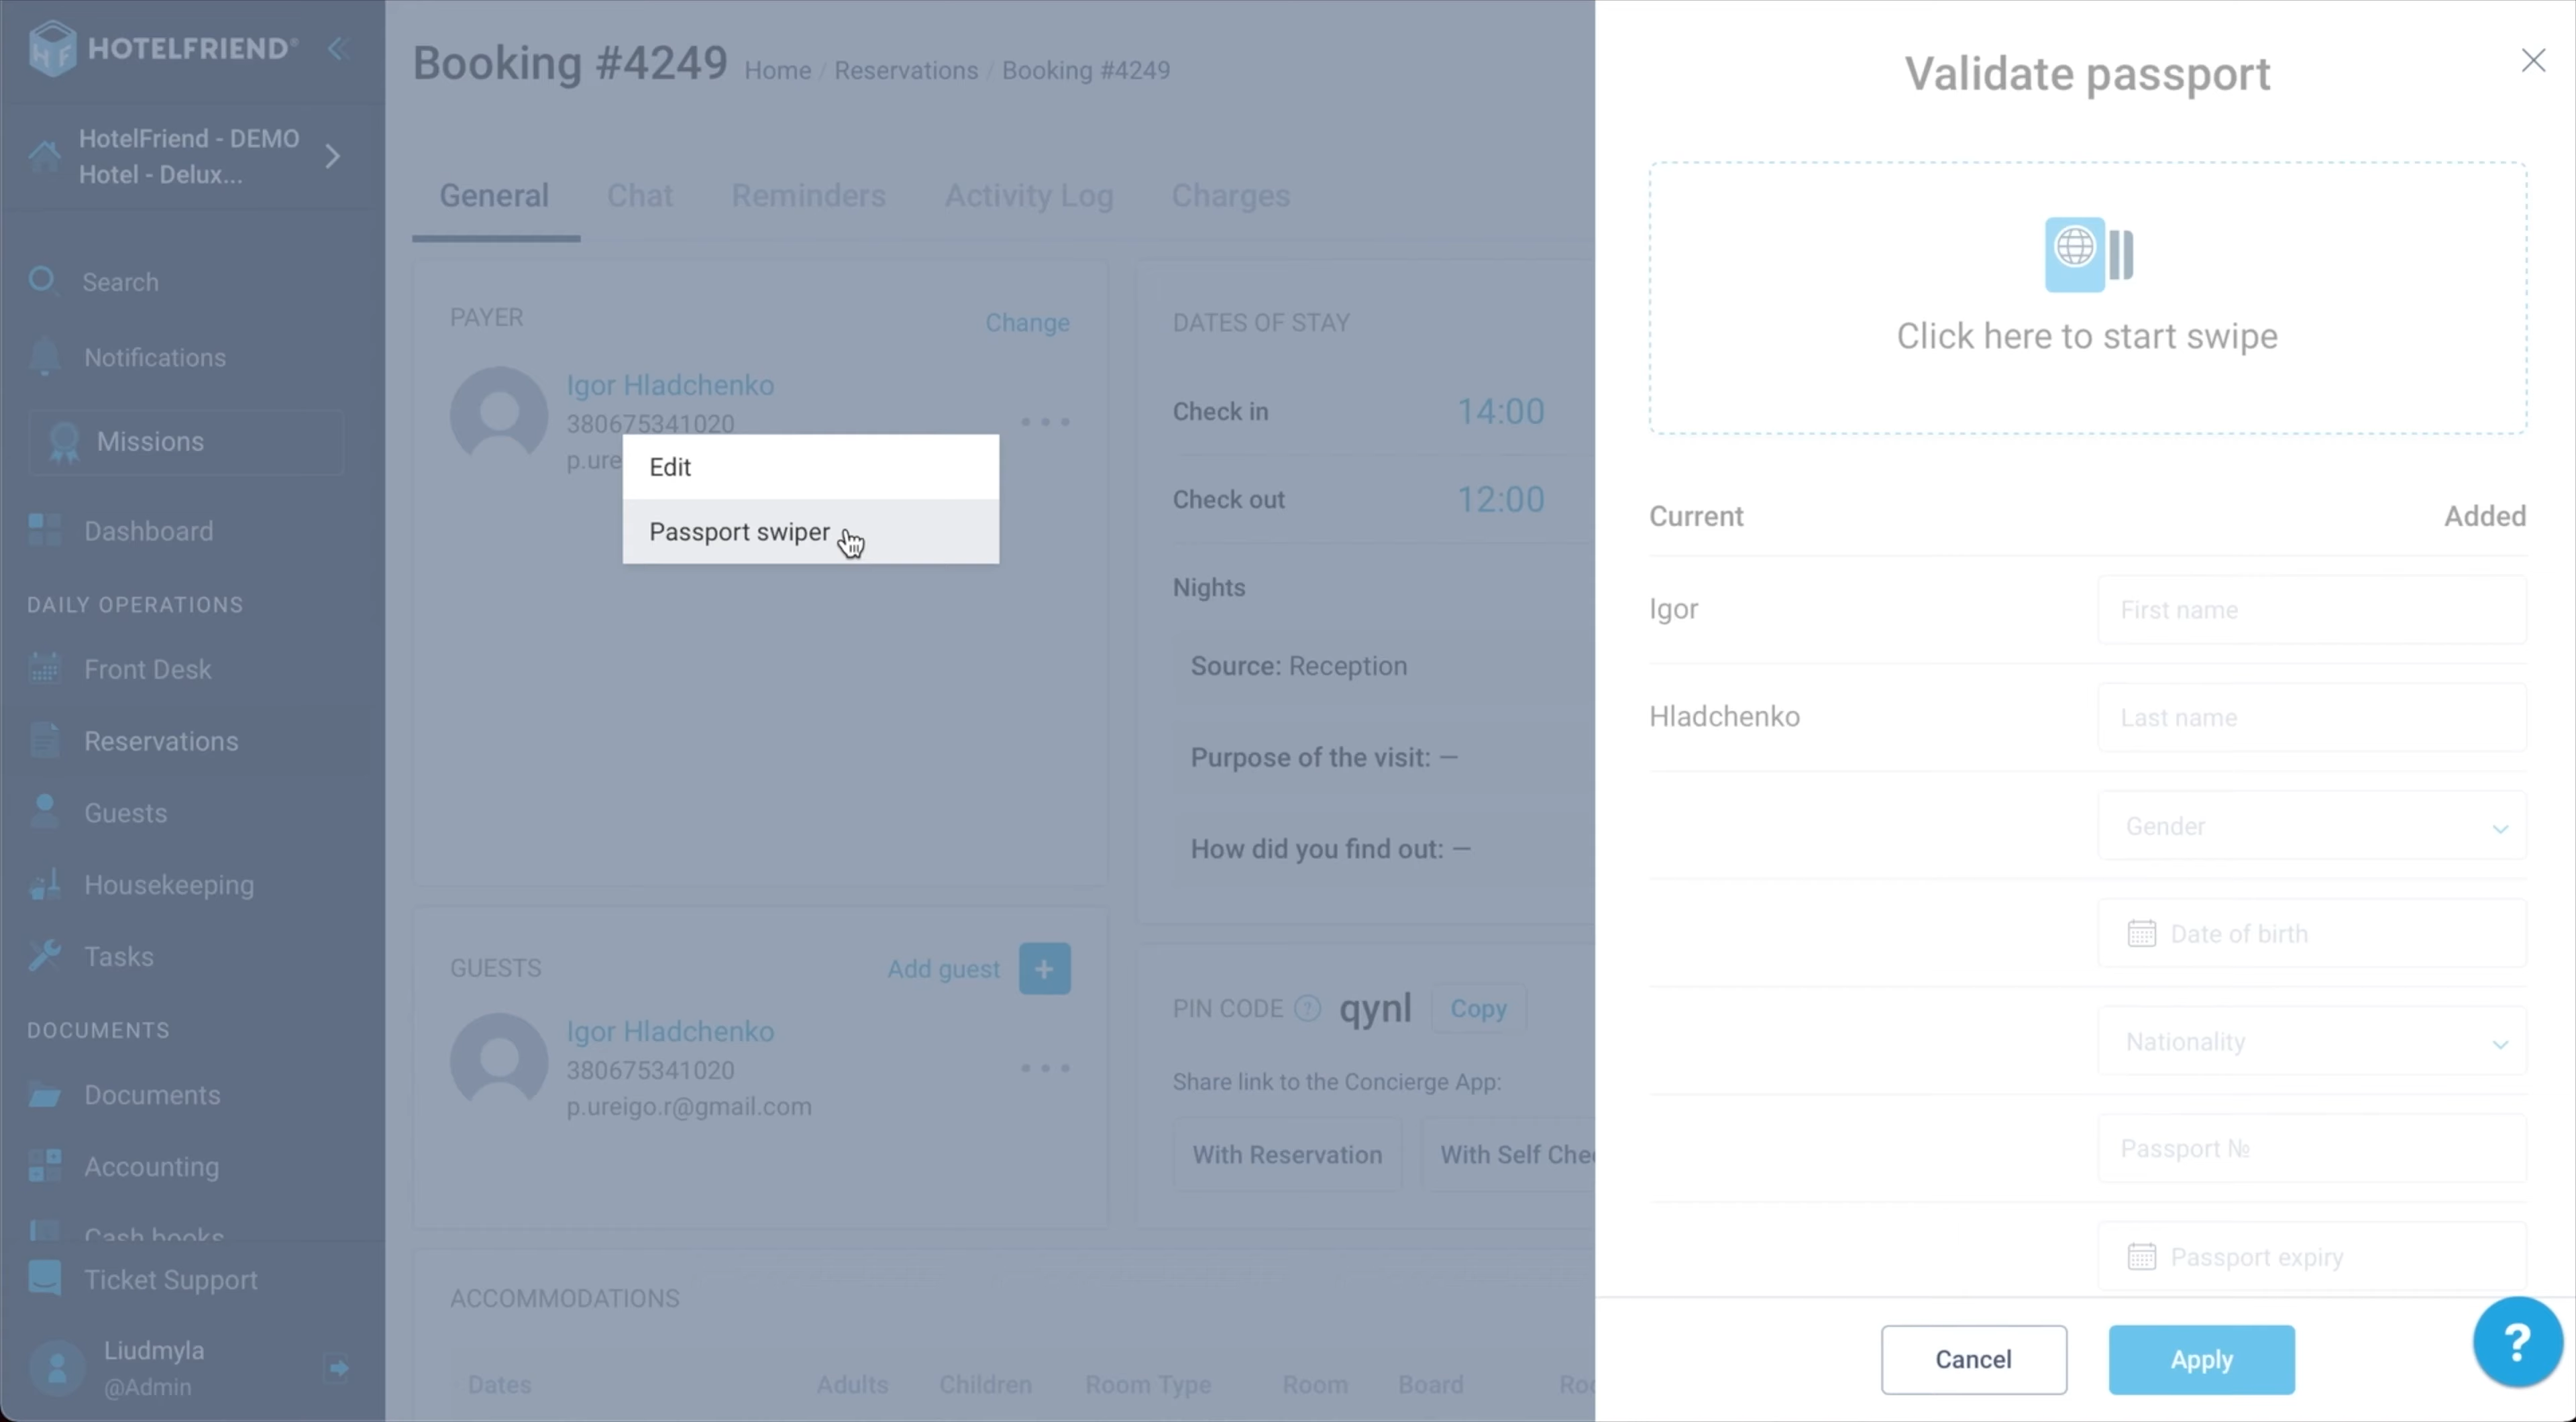 HOTELFRIEND®
HotelFriend - DEMO
Hotel - Delux...
Search
Notifications
Missions
Dashboard
DAILY OPERATIONS
Front Desk
Reservations
Guests
Housekeeping
Tasks
DOCUMENTS
Documents
Accounting
Cash books
Ticket Support
Liudmyla
@Admin
Booking #4249 Home / Reservations / Booking #4249
General Chat Reminders Activity Log Charges
PAYER Change
Igor Hladchenko
380675341020
p.ure
Edit
Passport swiper
GUESTS Add guest +
Igor Hladchenko
380675341020
p.ureigo.r@gmail.com
DATES OF STAY
Check in 14:00
Check out 12:00
Nights
Source: Reception
Purpose of the visit: —
How did you find out: —
PIN CODE ? qynl Copy
Share link to the Concierge App:
With Reservation With Self Che
ACCOMMODATIONS
Dates Adults Children Room Type Room Board Roo
Validate passport
Click here to start swipe
Current Added
Igor First name
Hladchenko Last name
Gender
Date of birth
Nationality
Passport №
Passport expiry
Cancel Apply
?